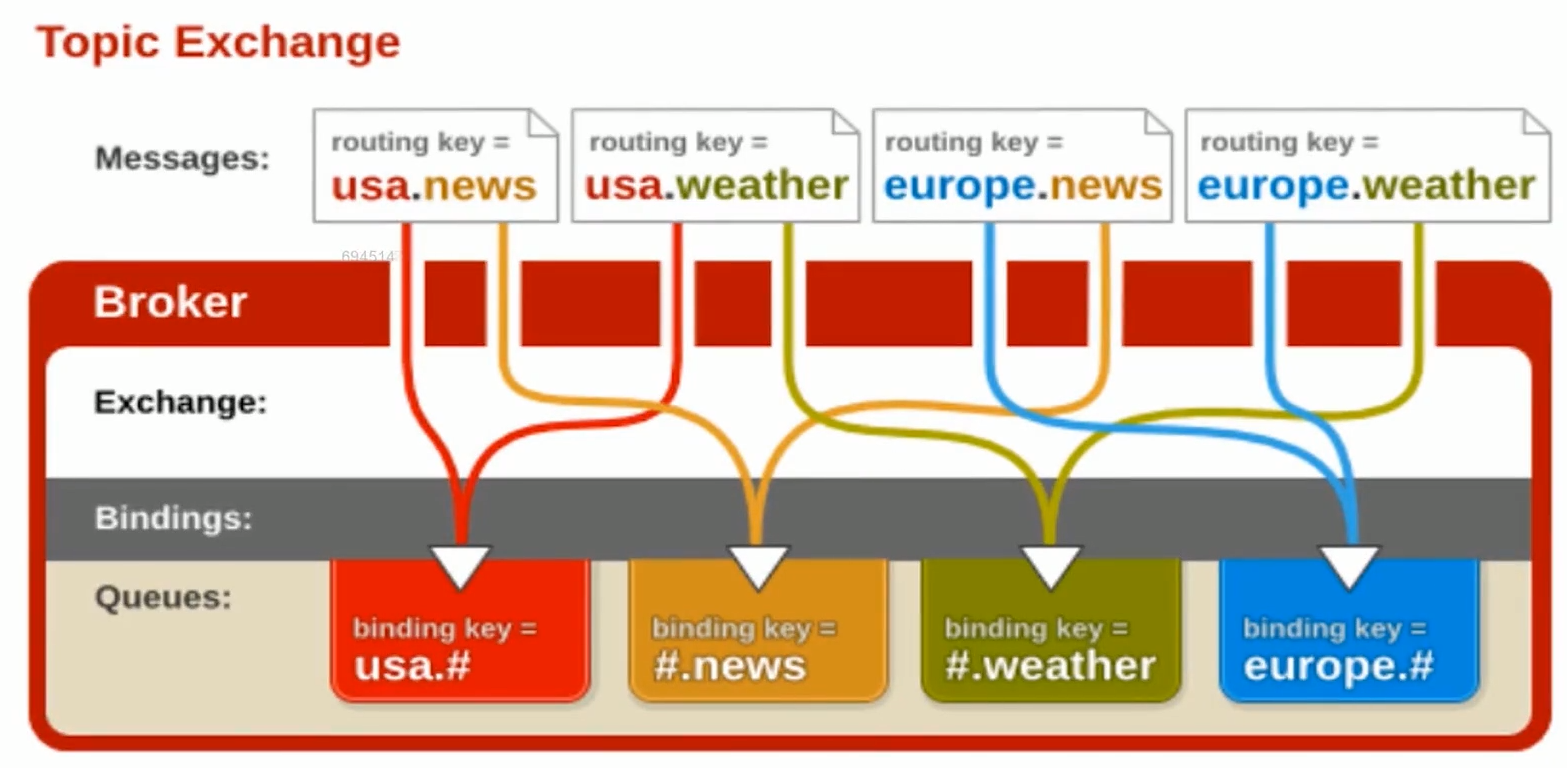 Topic Exchange
Messages:
routing key =
usa.news
routing key =
usa.weather
routing key =
europe.news
routing key =
europe.weather
694514
Broker
Exchange:
Bindings:
Queues:
binding key =
usa.#
binding key =
#.news
binding key =
#.weather
binding key =
europe.#